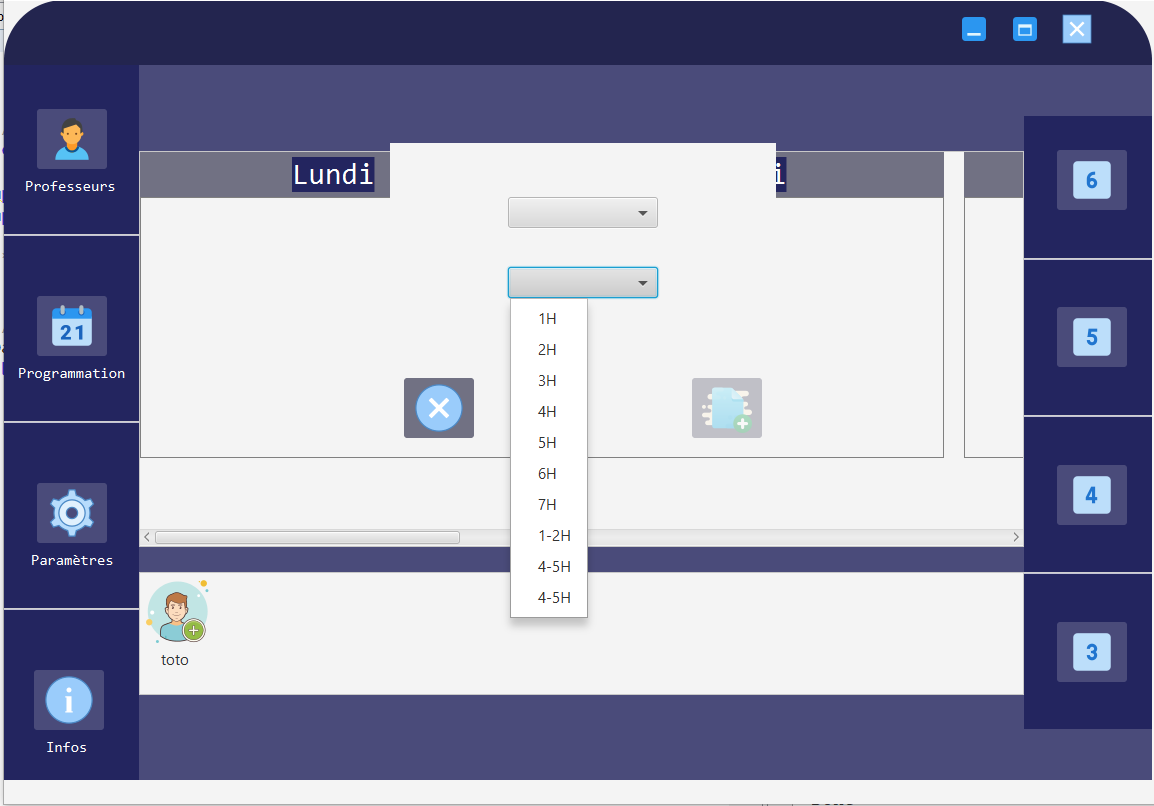 Professeurs
21
Programmation
Paramètres
i
Infos
Lundi
i
1H
2H
3H
4H
5H
6H
7H
1-2H
4-5H
4-5H
toto
6
5
4
3